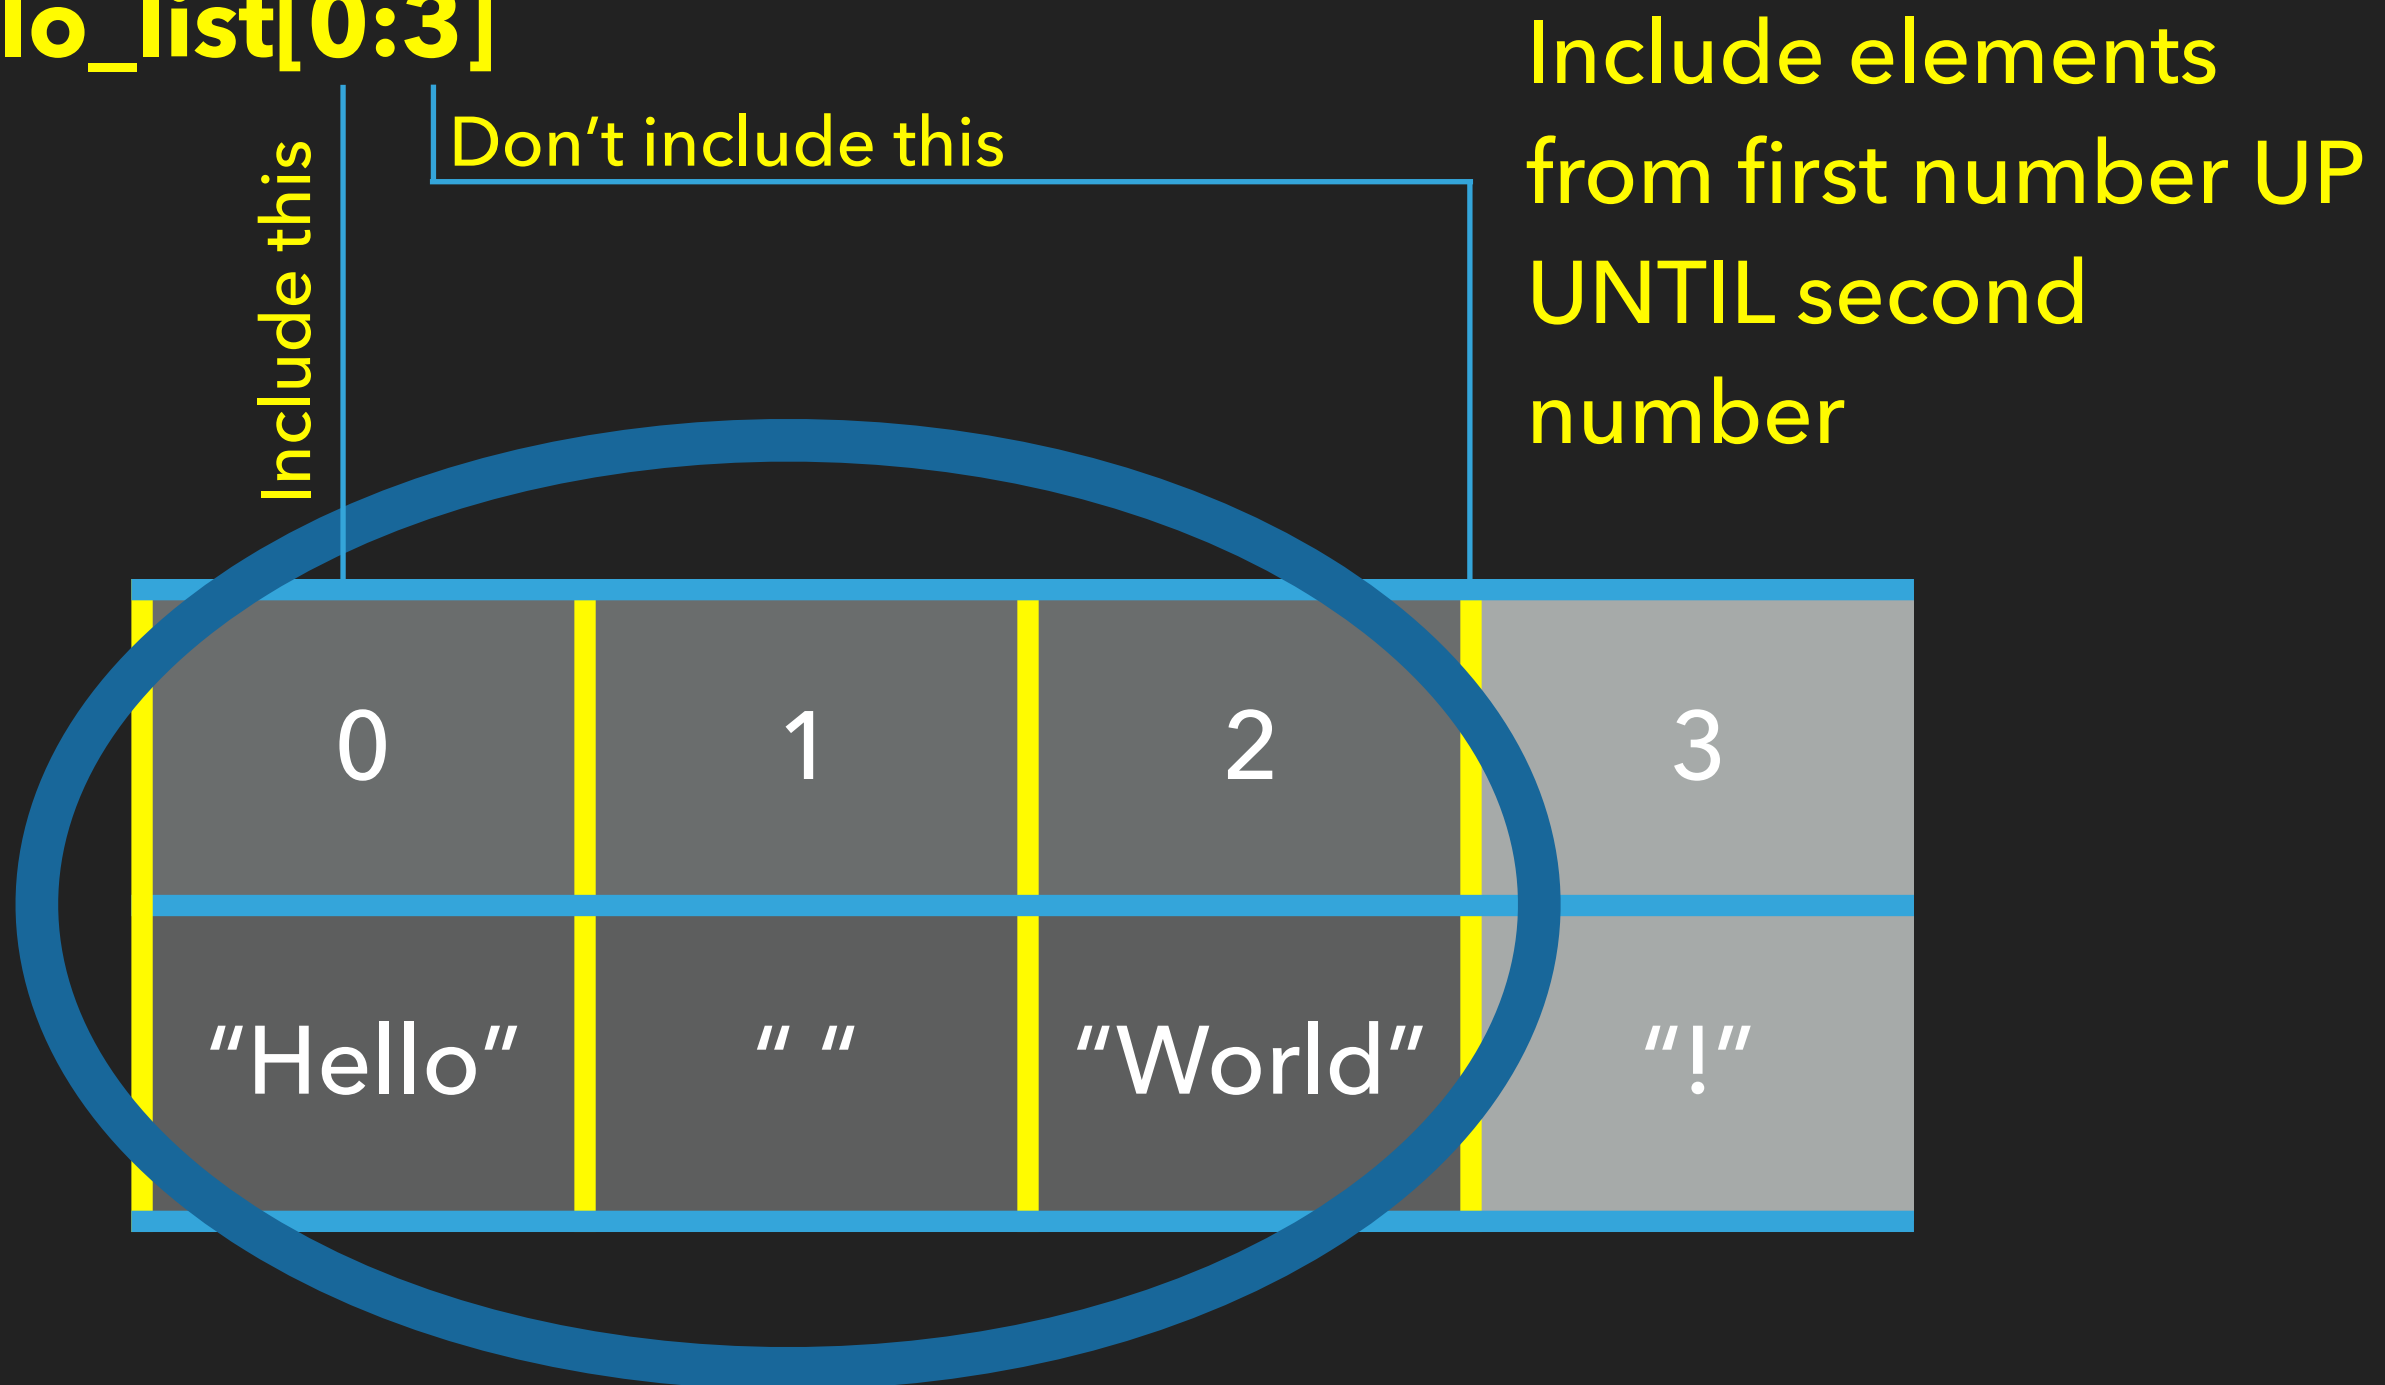 lo_list[0:3]
Include elements
from first number UP
UNTIL second
number
Don't include this
Include this
0 1 2 3
“Hello” “ “ “World” “!”